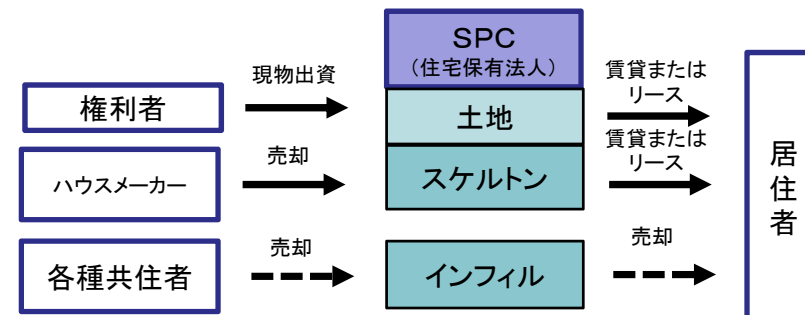 SPC
(住宅保有法人)
現物出資
賃貸または
リース
権利者
土地
賃貸または
リース
売却
ハウスメーカー
スケルトン
居住者
売却
売却
各種共住者
インフィル